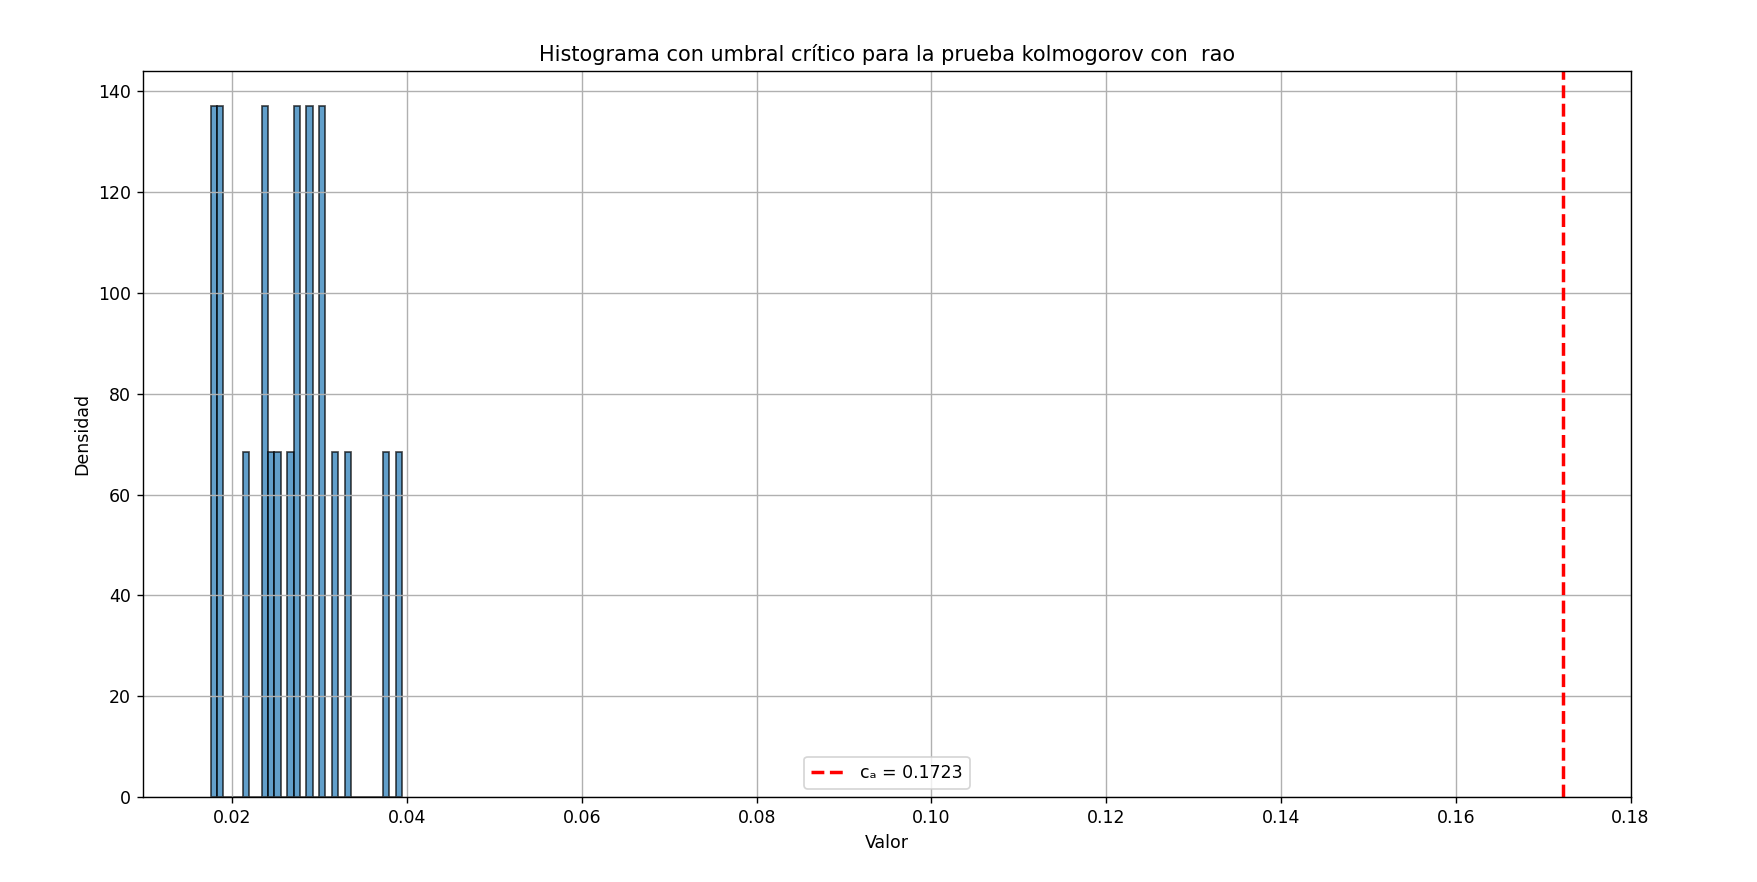 Histograma con umbral crítico para la prueba kolmogorov con  rao
Densidad
140
120
100
80
60
40
20
0
cₐ = 0.1723
0.02 0.04 0.06 0.08 0.10 0.12 0.14 0.16 0.18
Valor